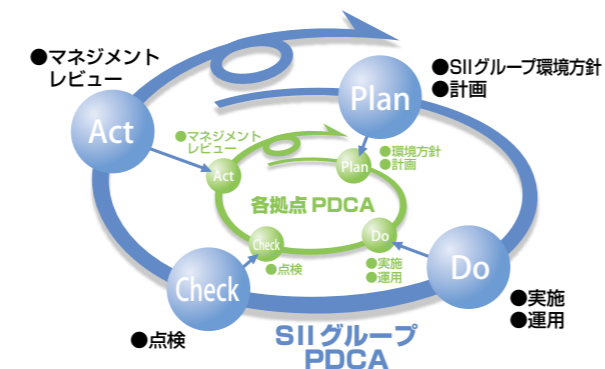 ●マネジメント
レビュー
Act
Plan
●SIIグループ環境方針
●計画
●マネジメント
レビュー
Act
Plan
●環境方針
●計画
各拠点 PDCA
Check
●点検
Do
●実施
●運用
Check
●点検
Do
●実施
●運用
SIIグループ
PDCA